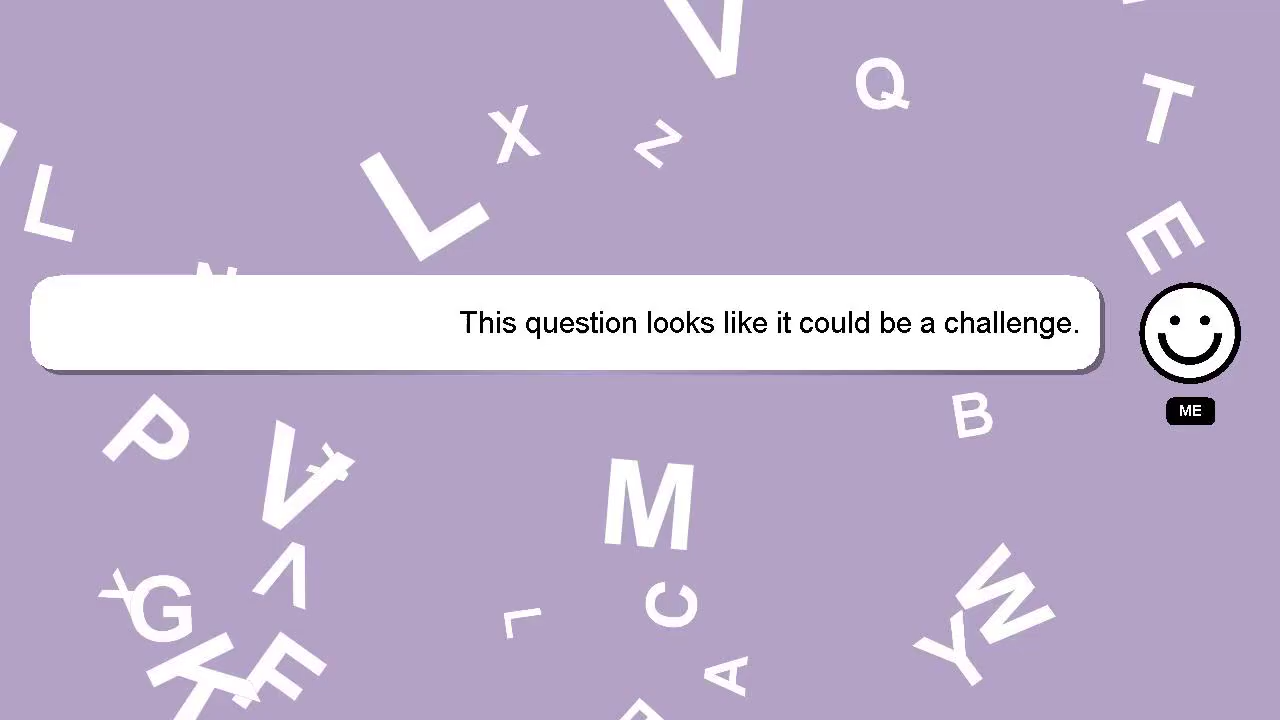 V
Q
T
X
Z
L
L
E
N
This question looks like it could be a challenge.
ME
B
P
V
M
V
X
G
C
W
L
Y
K
F
A